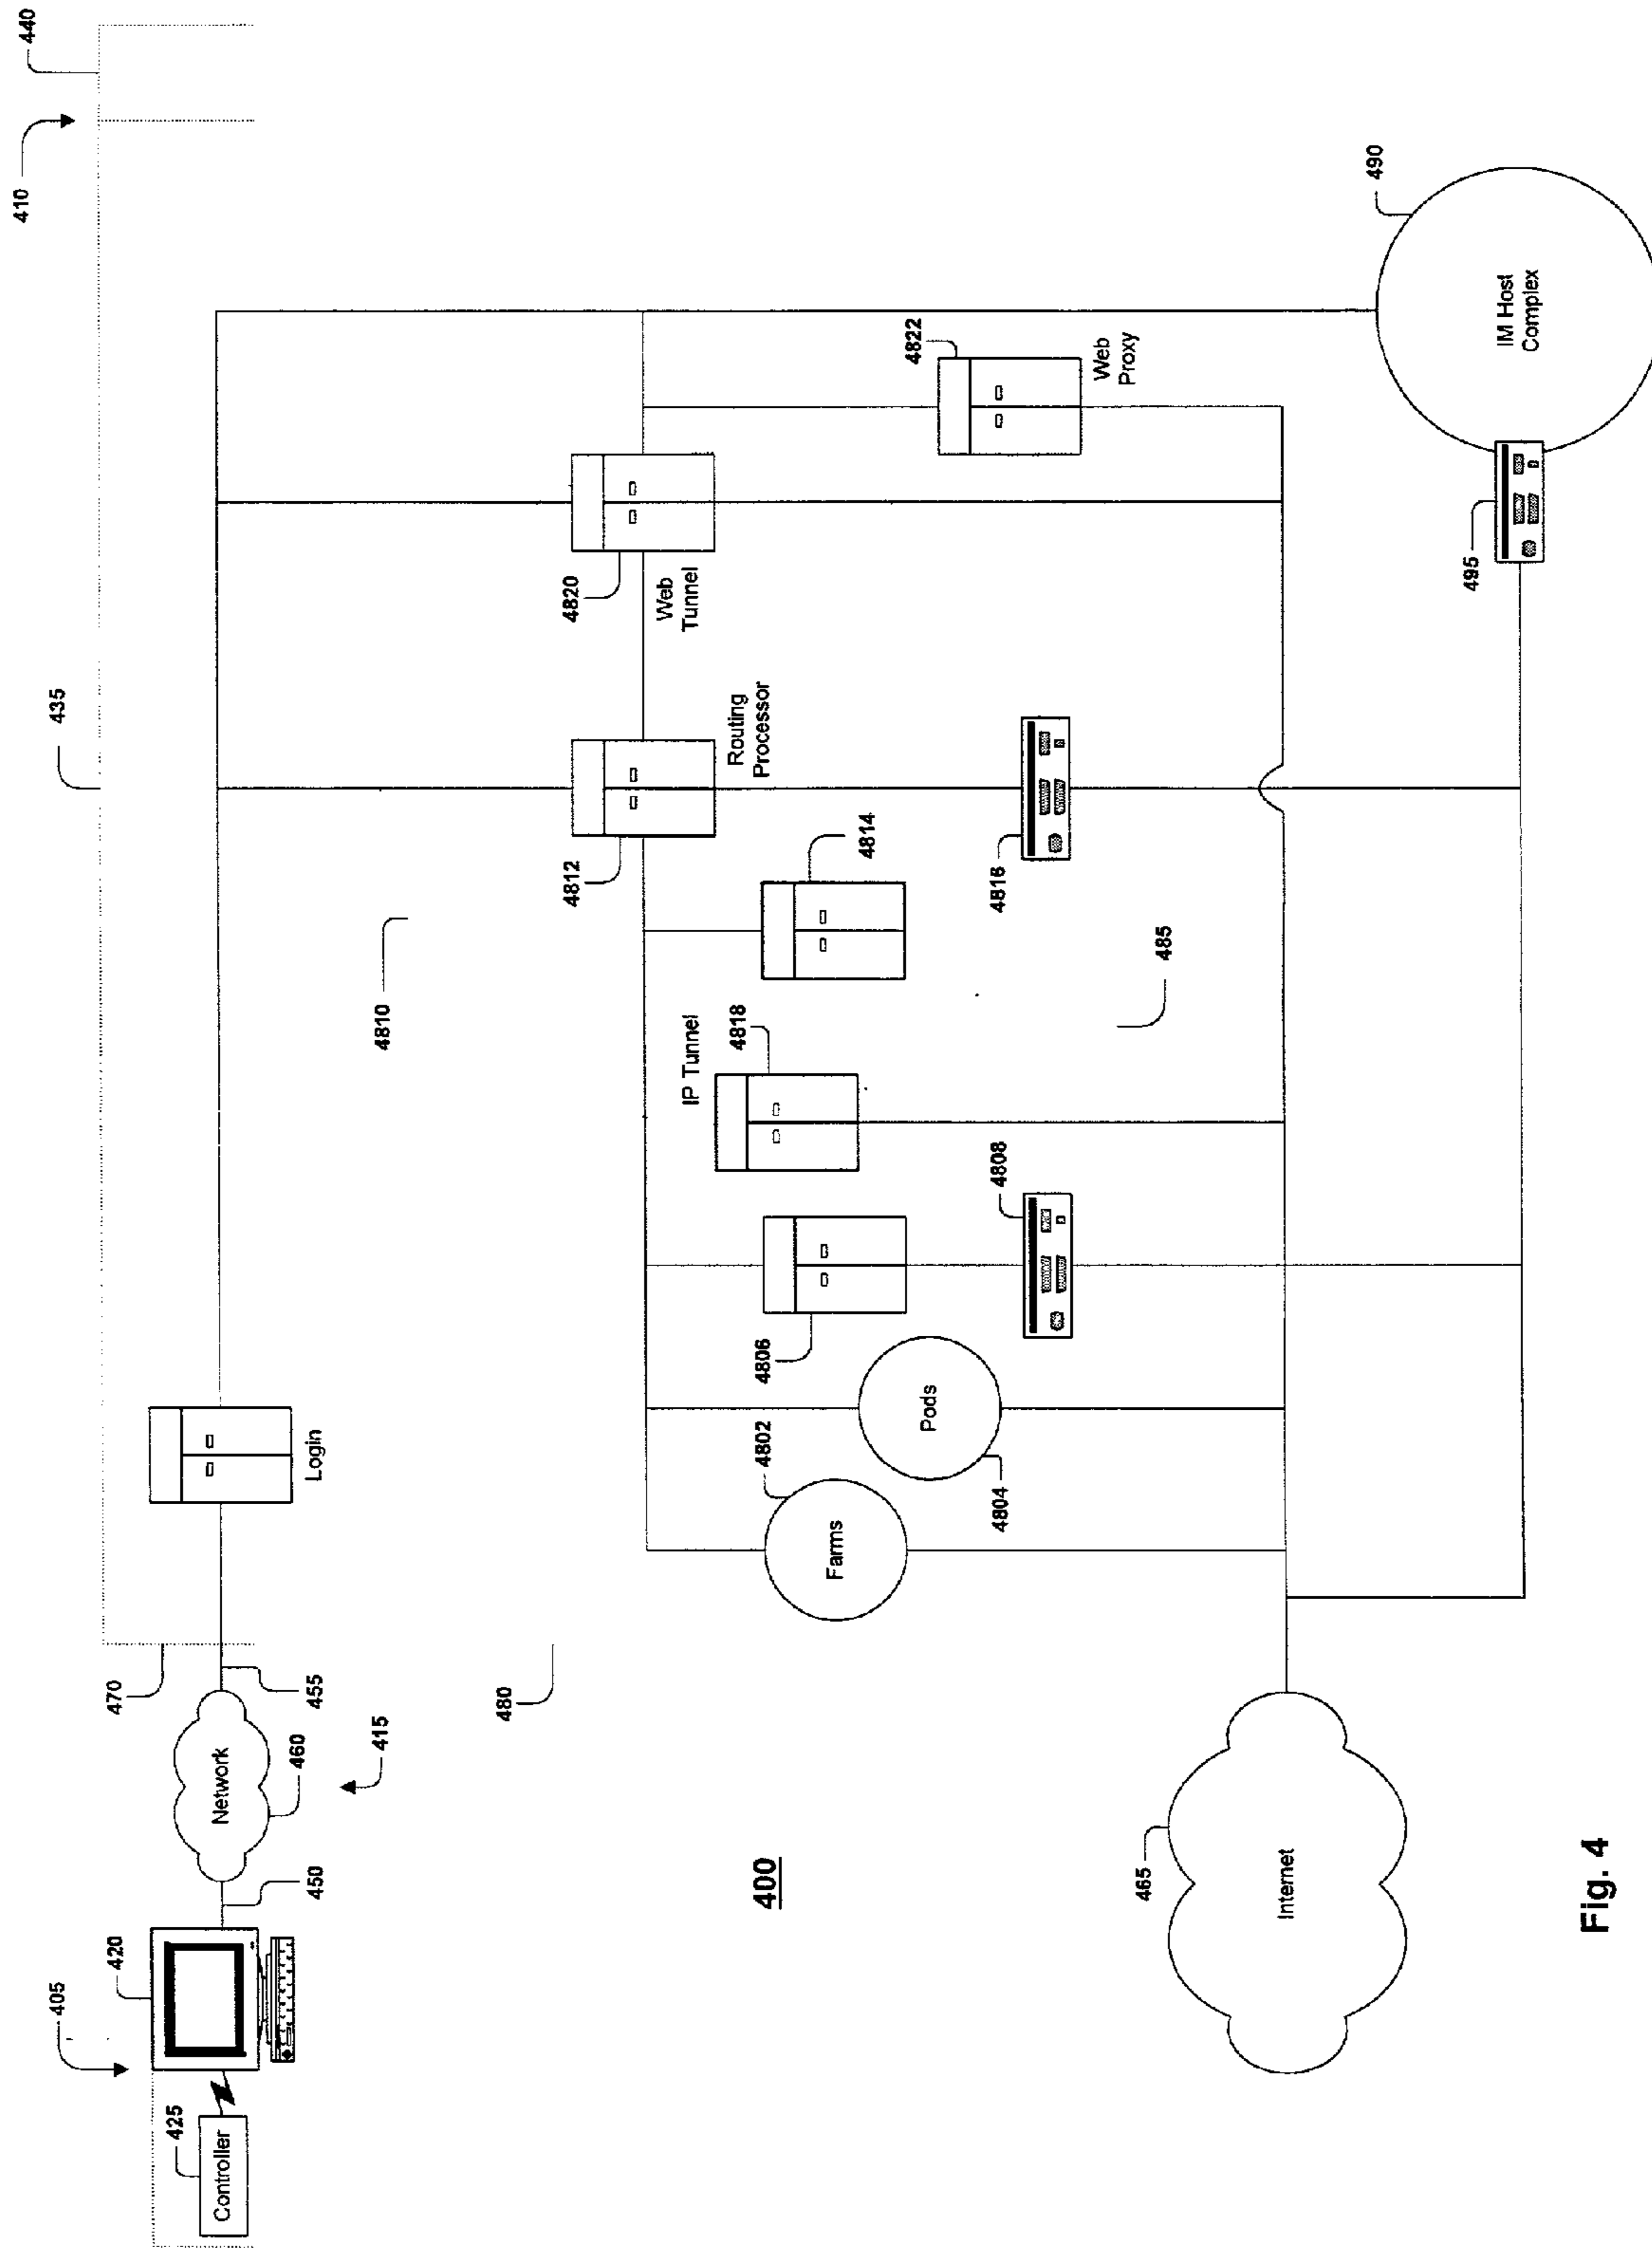 405
420
425
Controller
450
Network
460
455
415
470
Login
435
410
440
480
4810
4812
Routing
Processor
4820
Web
Tunnel
4822
Web
Proxy
4802
Farms
Pods
4804
4806
4808
IP Tunnel
4818
4814
4816
485
400
465
Internet
495
490
IM Host
Complex
Fig. 4